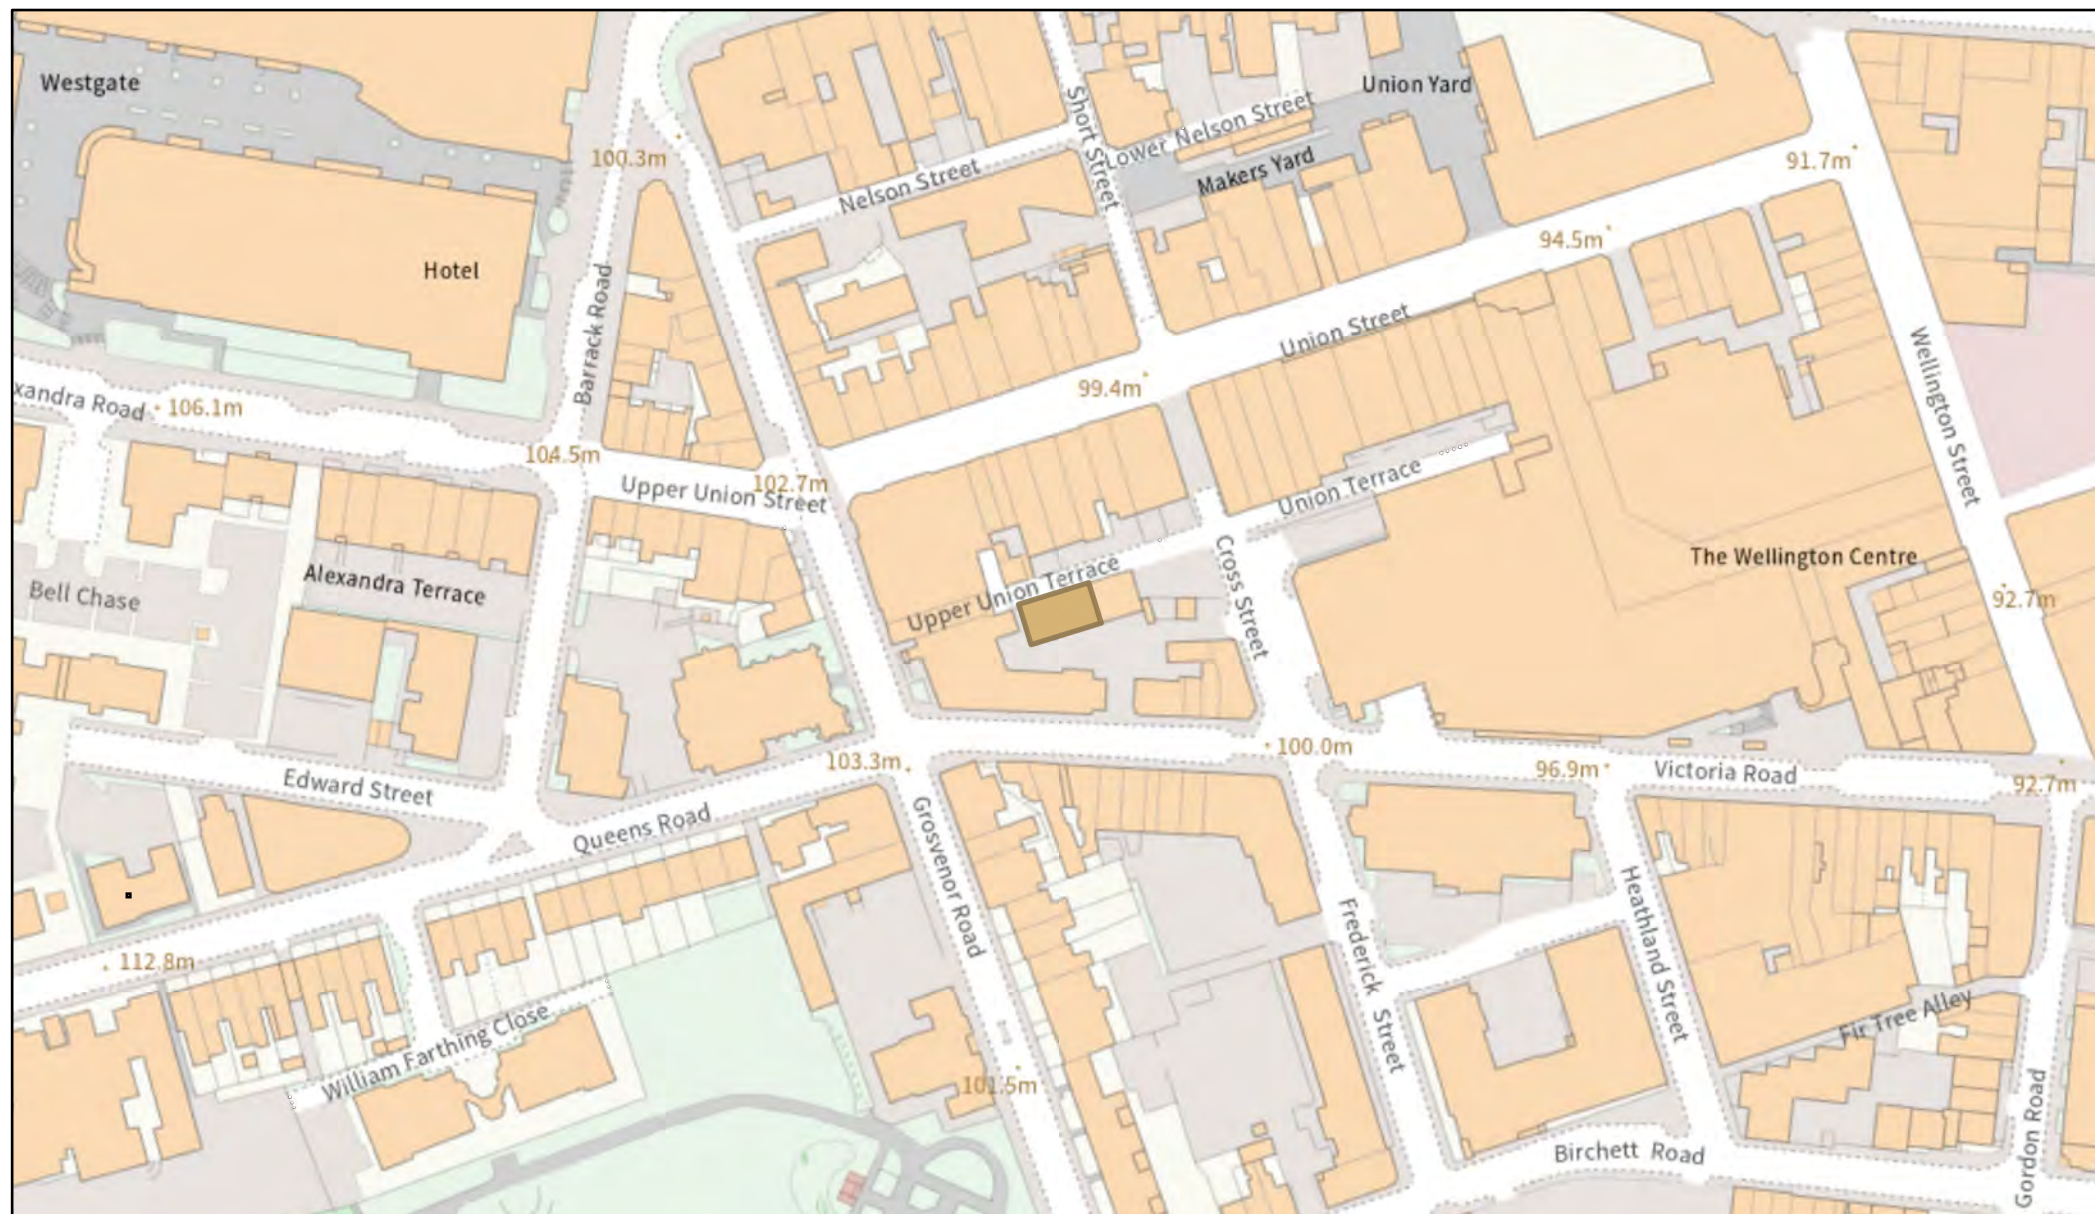 Westgate
Union Yard
Short Street
Lower Nelson Street
100.3m
91.7m
Makers Yard
Nelson Street
94.5m
Hotel
Barrack Road
Union Street
Wellington Street
99.4m
xandra Road
106.1m
104.5m
Upper Union Street
102.7m
Union Terrace
Cross Street
The Wellington Centre
Alexandra Terrace
Bell Chase
Upper Union Terrace
92.7m
100.0m
103.3m
96.9m
Victoria Road
92.7m
Edward Street
Queens Road
Grosvenor Road
Frederick Street
Heathland Street
112.8m
Fir Tree Alley
William Farthing Close
101.5m
Gordon Road
Birchett Road